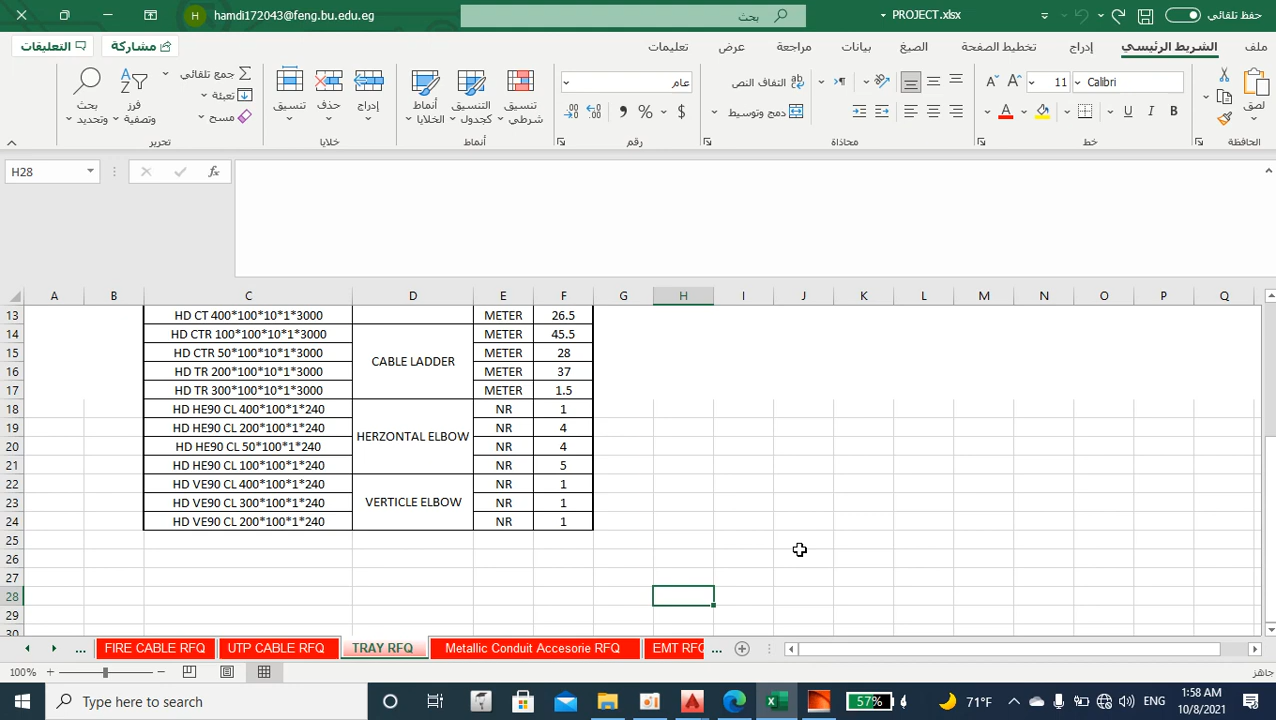 hamdi172043@feng.bu.edu.eg
H
بحث
PROJECT.xlsx
حفظ تلقائي
ملف
الشريط الرئيسي
إدراج
تخطيط الصفحة
الصيغ
بيانات
مراجعة
عرض
تعليمات
مشاركة
التعليقات
لصق
الحافظة
Calibri
11
B
I
U
A
خط
التفاف النص
دمج وتوسيط
محاذاة
عام
$ %
رقم
تنسيق شرطي
التنسيق كجدول
أنماط الخلايا
أنماط
إدراج
حذف
تنسيق
خلايا
جمع تلقائي
تعبئة
مسح
فرز وتصفية
بحث وتحديد
تحرير
H28
fx
A B C D E F G H I J K L M N O P Q
13 HD CT 400*100*10*1*3000 METER 26.5
14 HD CTR 100*100*10*1*3000 CABLE LADDER METER 45.5
15 HD CTR 50*100*10*1*3000 METER 28
16 HD TR 200*100*10*1*3000 METER 37
17 HD TR 300*100*10*1*3000 METER 1.5
18 HD HE90 CL 400*100*1*240 HERZONTAL ELBOW NR 1
19 HD HE90 CL 200*100*1*240 NR 4
20 HD HE90 CL 50*100*1*240 NR 4
21 HD HE90 CL 100*100*1*240 NR 5
22 HD VE90 CL 400*100*1*240 VERTICLE ELBOW NR 1
23 HD VE90 CL 300*100*1*240 NR 1
24 HD VE90 CL 200*100*1*240 NR 1
25
26
27
28
29
30
... FIRE CABLE RFQ UTP CABLE RFQ TRAY RFQ Metallic Conduit Accesorie RFQ EMT RFQ ...
100%
جاهز
Type here to search
57%
71°F
ENG
1:58 AM
10/8/2021